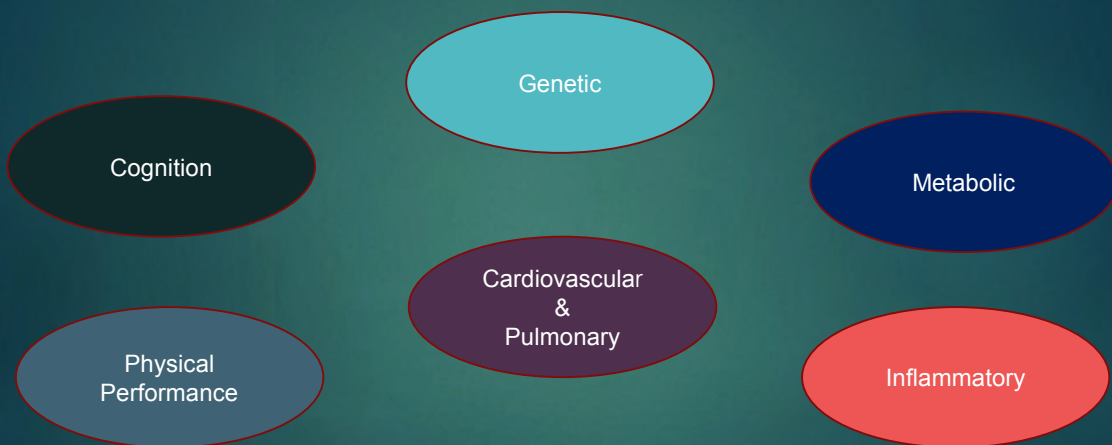 Genetic
Cognition
Metabolic
Cardiovascular
&
Pulmonary
Physical
Performance
Inflammatory